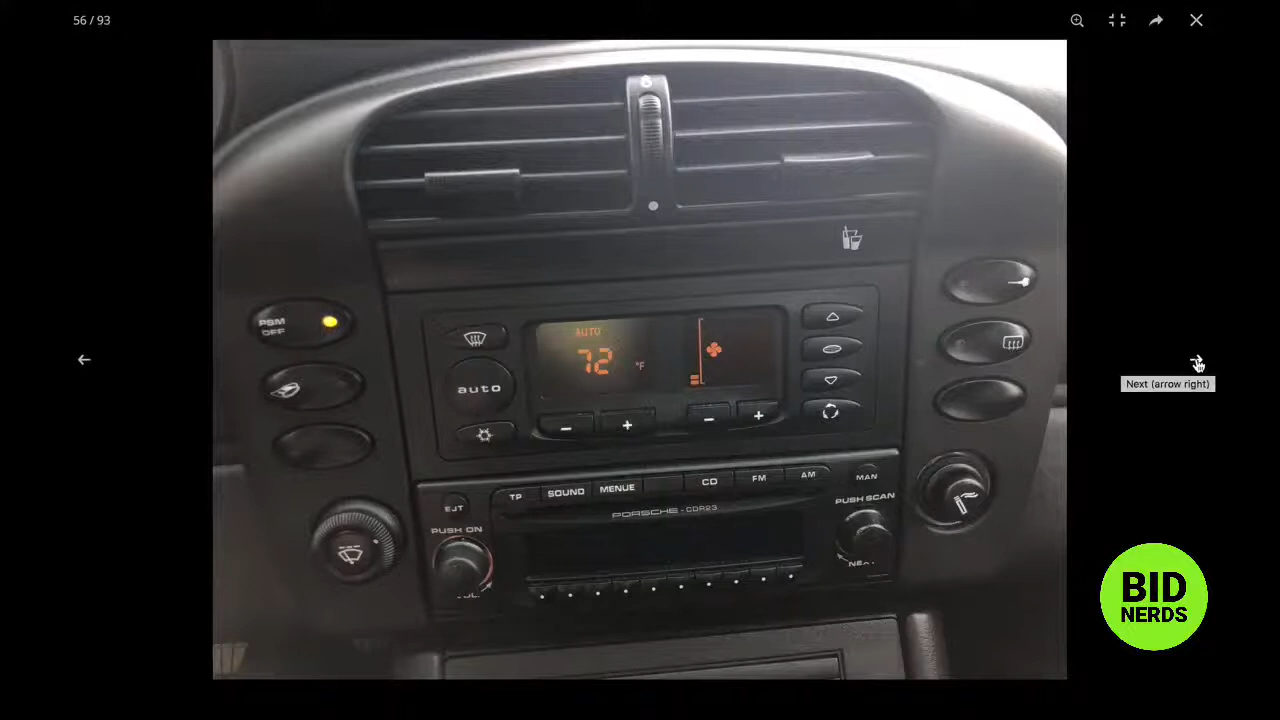 56 / 93
PSM
OFF
AUTO
72 °F
auto
− +
− +
TP SOUND MENUE CD FM AM MAN
EJT
PORSCHE - CDR23
PUSH SCAN
PUSH ON
Next (arrow right)
BID
NERDS